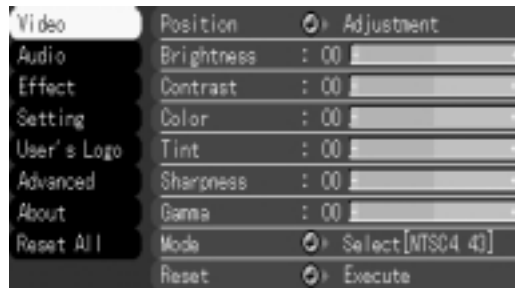 Video
Audio
Effect
Setting
User's Logo
Advanced
About
Reset All
Position Adjustment
Brightness : 00
Contrast : 00
Color : 00
Tint : 00
Sharpness : 00
Gamma : 00
Mode Select[NTSC4 43]
Reset Execute